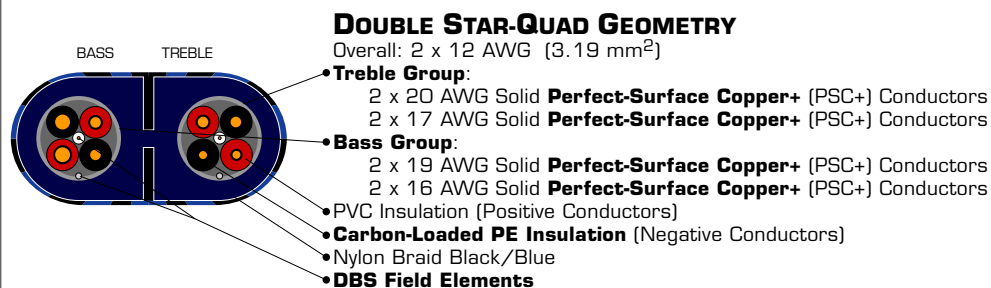 DOUBLE STAR-QUAD GEOMETRY
BASS TREBLE
Overall: 2 x 12 AWG (3.19 mm²)
Treble Group:
2 x 20 AWG Solid Perfect-Surface Copper+ (PSC+) Conductors
2 x 17 AWG Solid Perfect-Surface Copper+ (PSC+) Conductors
Bass Group:
2 x 19 AWG Solid Perfect-Surface Copper+ (PSC+) Conductors
2 x 16 AWG Solid Perfect-Surface Copper+ (PSC+) Conductors
PVC Insulation (Positive Conductors)
Carbon-Loaded PE Insulation (Negative Conductors)
Nylon Braid Black/Blue
DBS Field Elements